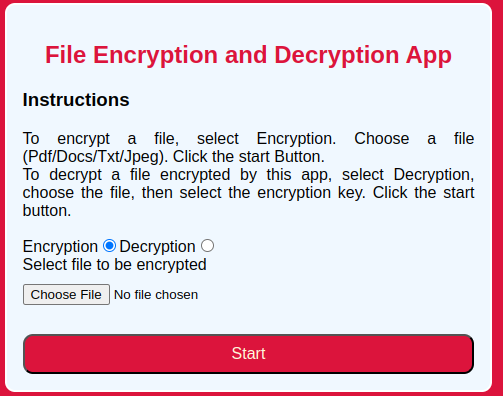 File Encryption and Decryption App
Instructions
To encrypt a file, select Encryption. Choose a file
(Pdf/Docs/Txt/Jpeg). Click the start Button.
To decrypt a file encrypted by this app, select Decryption,
choose the file, then select the encryption key. Click the start
button.
Encryption Decryption
Select file to be encrypted
Choose File No file chosen
Start